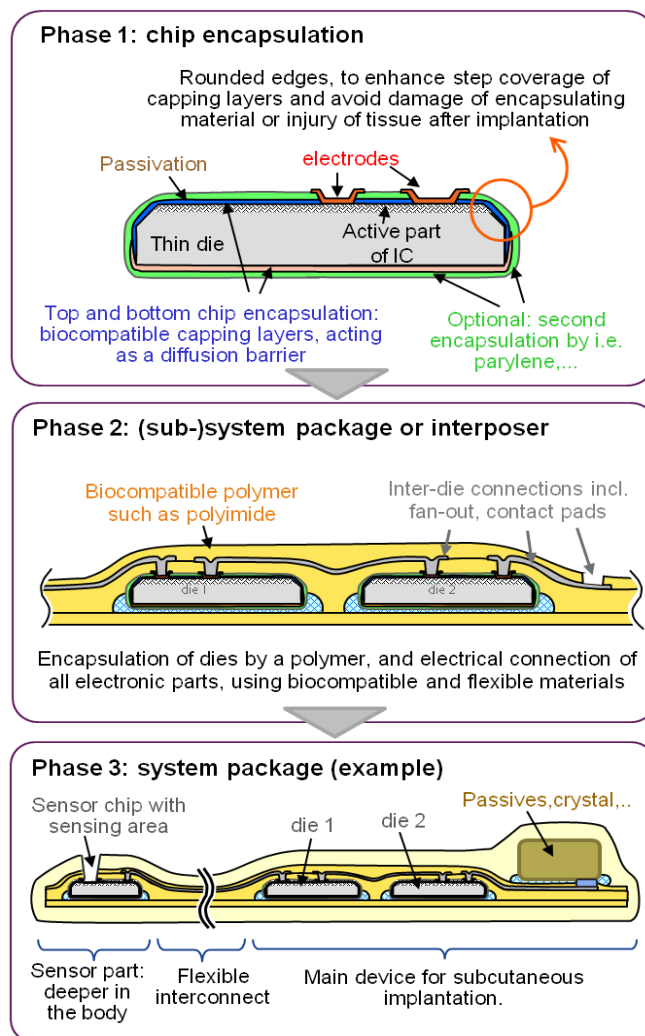 Phase 1: chip encapsulation
Rounded edges, to enhance step coverage of
capping layers and avoid damage of encapsulating
material or injury of tissue after implantation
Passivation
electrodes
Thin die
Active part
of IC
Top and bottom chip encapsulation:
biocompatible capping layers, acting
as a diffusion barrier
Optional: second
encapsulation by i.e.
parylene,...
Phase 2: (sub-)system package or interposer
Biocompatible polymer
such as polyimide
Inter-die connections incl.
fan-out, contact pads
die 1
die 2
Encapsulation of dies by a polymer, and electrical connection of
all electronic parts, using biocompatible and flexible materials
Phase 3: system package (example)
Sensor chip with
sensing area
die 1
die 2
Passives,crystal,..
Sensor part:
deeper in
the body
Flexible
interconnect
Main device for subcutaneous
implantation.